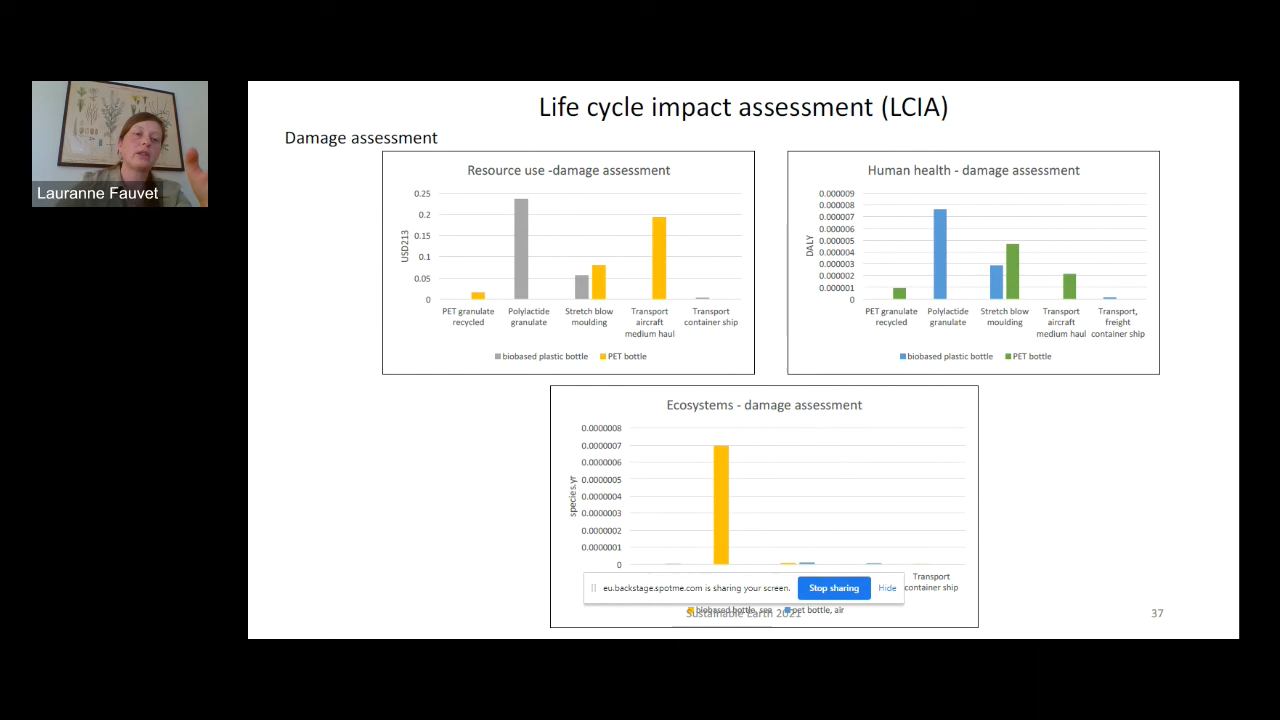 Life cycle impact assessment (LCIA)
Damage assessment
Lauranne Fauvet
Resource use -damage assessment
USD213
0.25
0.2
0.15
0.1
0.05
0
PET granulate recycled
Polylactide granulate
Stretch blow moulding
Transport aircraft medium haul
Transport container ship
biobased plastic bottle
PET bottle
Human health - damage assessment
DALY
0.000009
0.000008
0.000007
0.000006
0.000005
0.000004
0.000003
0.000002
0.000001
0
PET granulate recycled
Polylactide granulate
Stretch blow moulding
Transport aircraft medium haul
Transport, freight container ship
biobased plastic bottle
PET bottle
Ecosystems - damage assessment
species.yr
0.0000008
0.0000007
0.0000006
0.0000005
0.0000004
0.0000003
0.0000002
0.0000001
0
Transport container ship
eu.backstage.spotme.com is sharing your screen.
Stop sharing
Hide
biobased bottle, sea
pet bottle, air
Sustainable Earth 2021
37